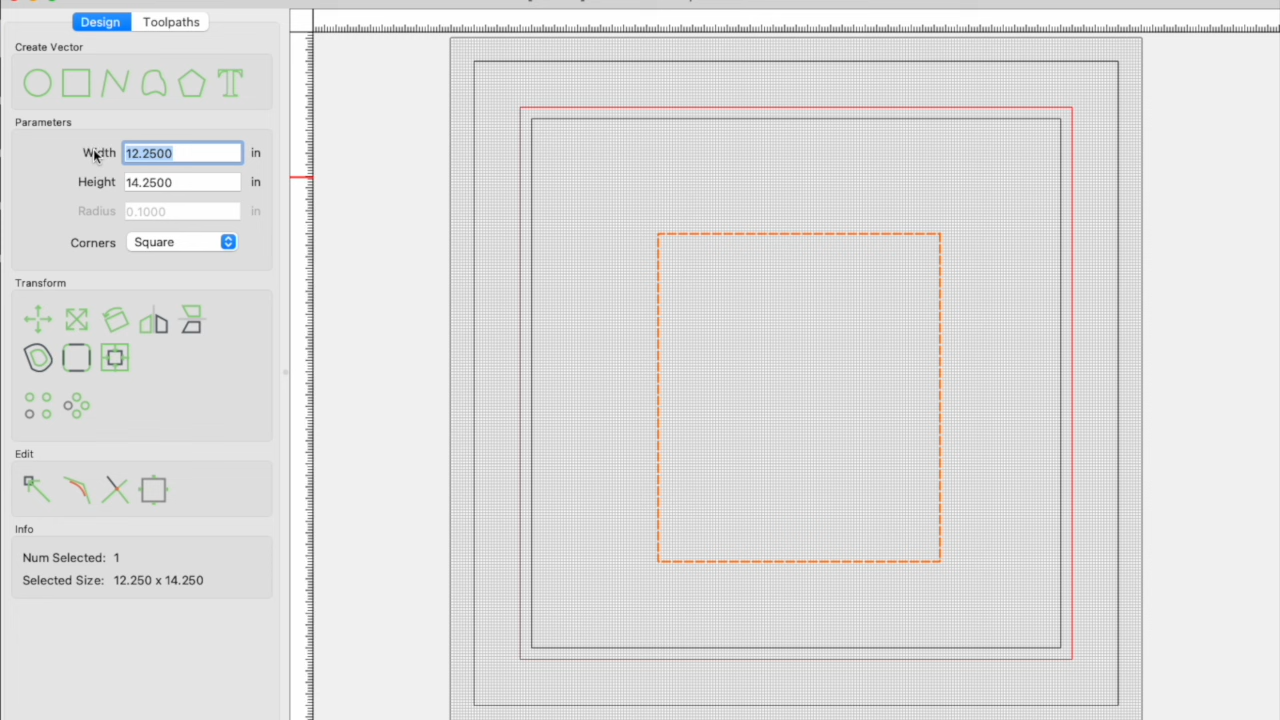 Design Toolpaths
Create Vector
Parameters
Width 12.2500 in
Height 14.2500 in
Radius 0.1000 in
Corners Square
Transform
Edit
Info
Num Selected: 1
Selected Size: 12.250 x 14.250